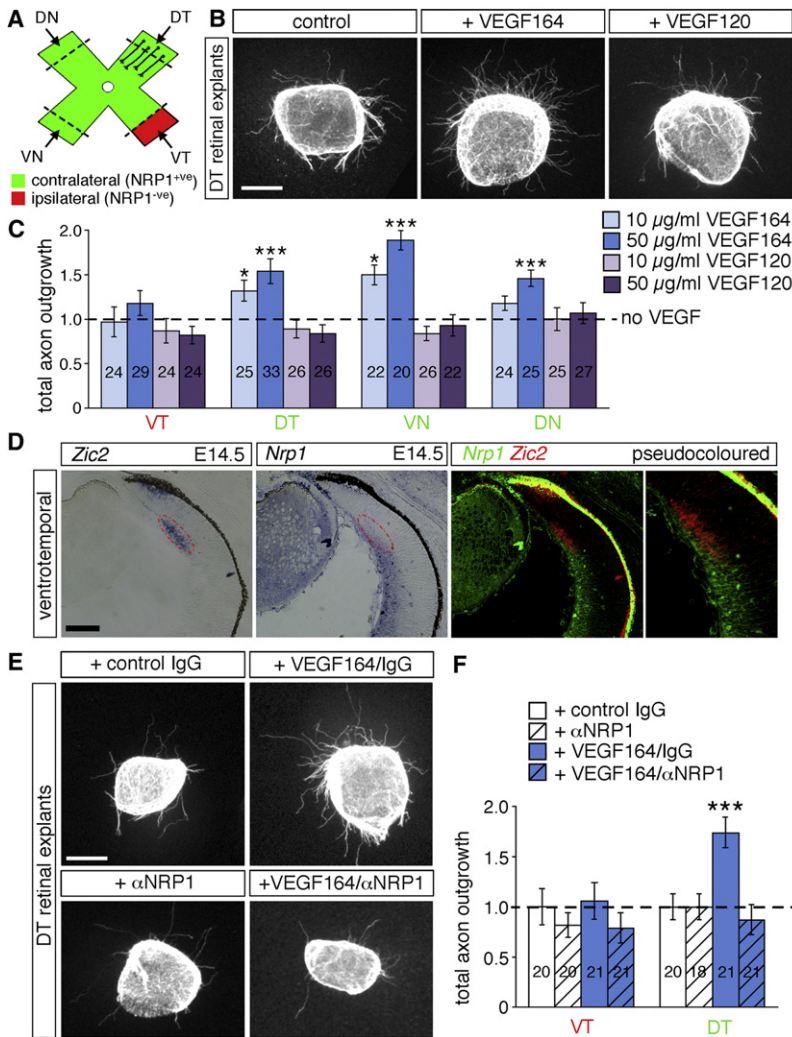 A
DN
DT
VN
VT
contralateral (NRP1+ve)
ipsilateral (NRP1-ve)
B
control
+ VEGF164
+ VEGF120
DT retinal explants
C
total axon outgrowth
2.0
1.5
1.0
0.5
0
*
***
*
***
***
10 µg/ml VEGF164
50 µg/ml VEGF164
10 µg/ml VEGF120
50 µg/ml VEGF120
no VEGF
24 29 24 24
25 33 26 26
22 20 26 22
24 25 25 27
VT DT VN DN
D
Zic2 E14.5
Nrp1 E14.5
Nrp1 Zic2 pseudocoloured
ventrotemporal
E
+ control IgG
+ VEGF164/IgG
DT retinal explants
+ αNRP1
+VEGF164/αNRP1
F
+ control IgG
+ αNRP1
+ VEGF164/IgG
+ VEGF164/αNRP1
total axon outgrowth
2.0
1.5
1.0
0.5
0
***
20 20 21 21
20 18 21 21
VT DT